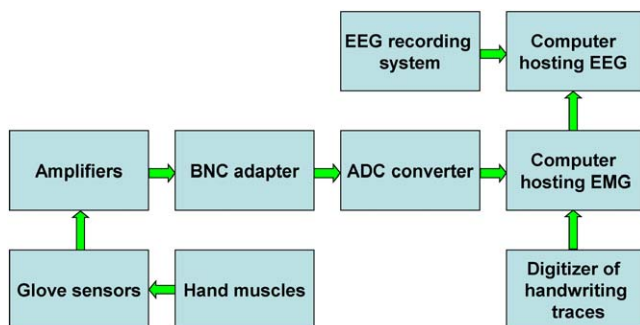 EEG recording
system
Computer
hosting EEG
Amplifiers
BNC adapter
ADC converter
Computer
hosting EMG
Glove sensors
Hand muscles
Digitizer of
handwriting
traces